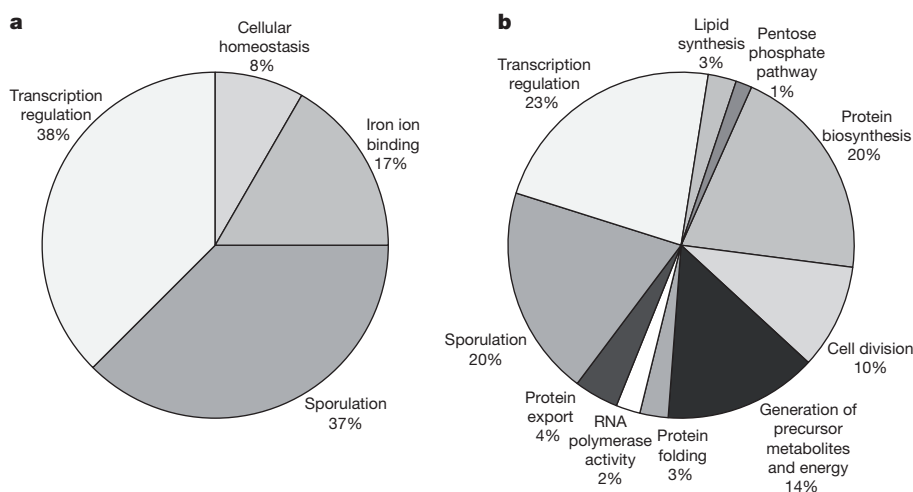 a
Cellular
homeostasis
8%
Iron ion
binding
17%
Sporulation
37%
Transcription
regulation
38%
b
Lipid
synthesis
3%
Pentose
phosphate
pathway
1%
Protein
biosynthesis
20%
Cell division
10%
Generation of
precursor
metabolites
and energy
14%
Protein
folding
3%
RNA
polymerase
activity
2%
Protein
export
4%
Sporulation
20%
Transcription
regulation
23%